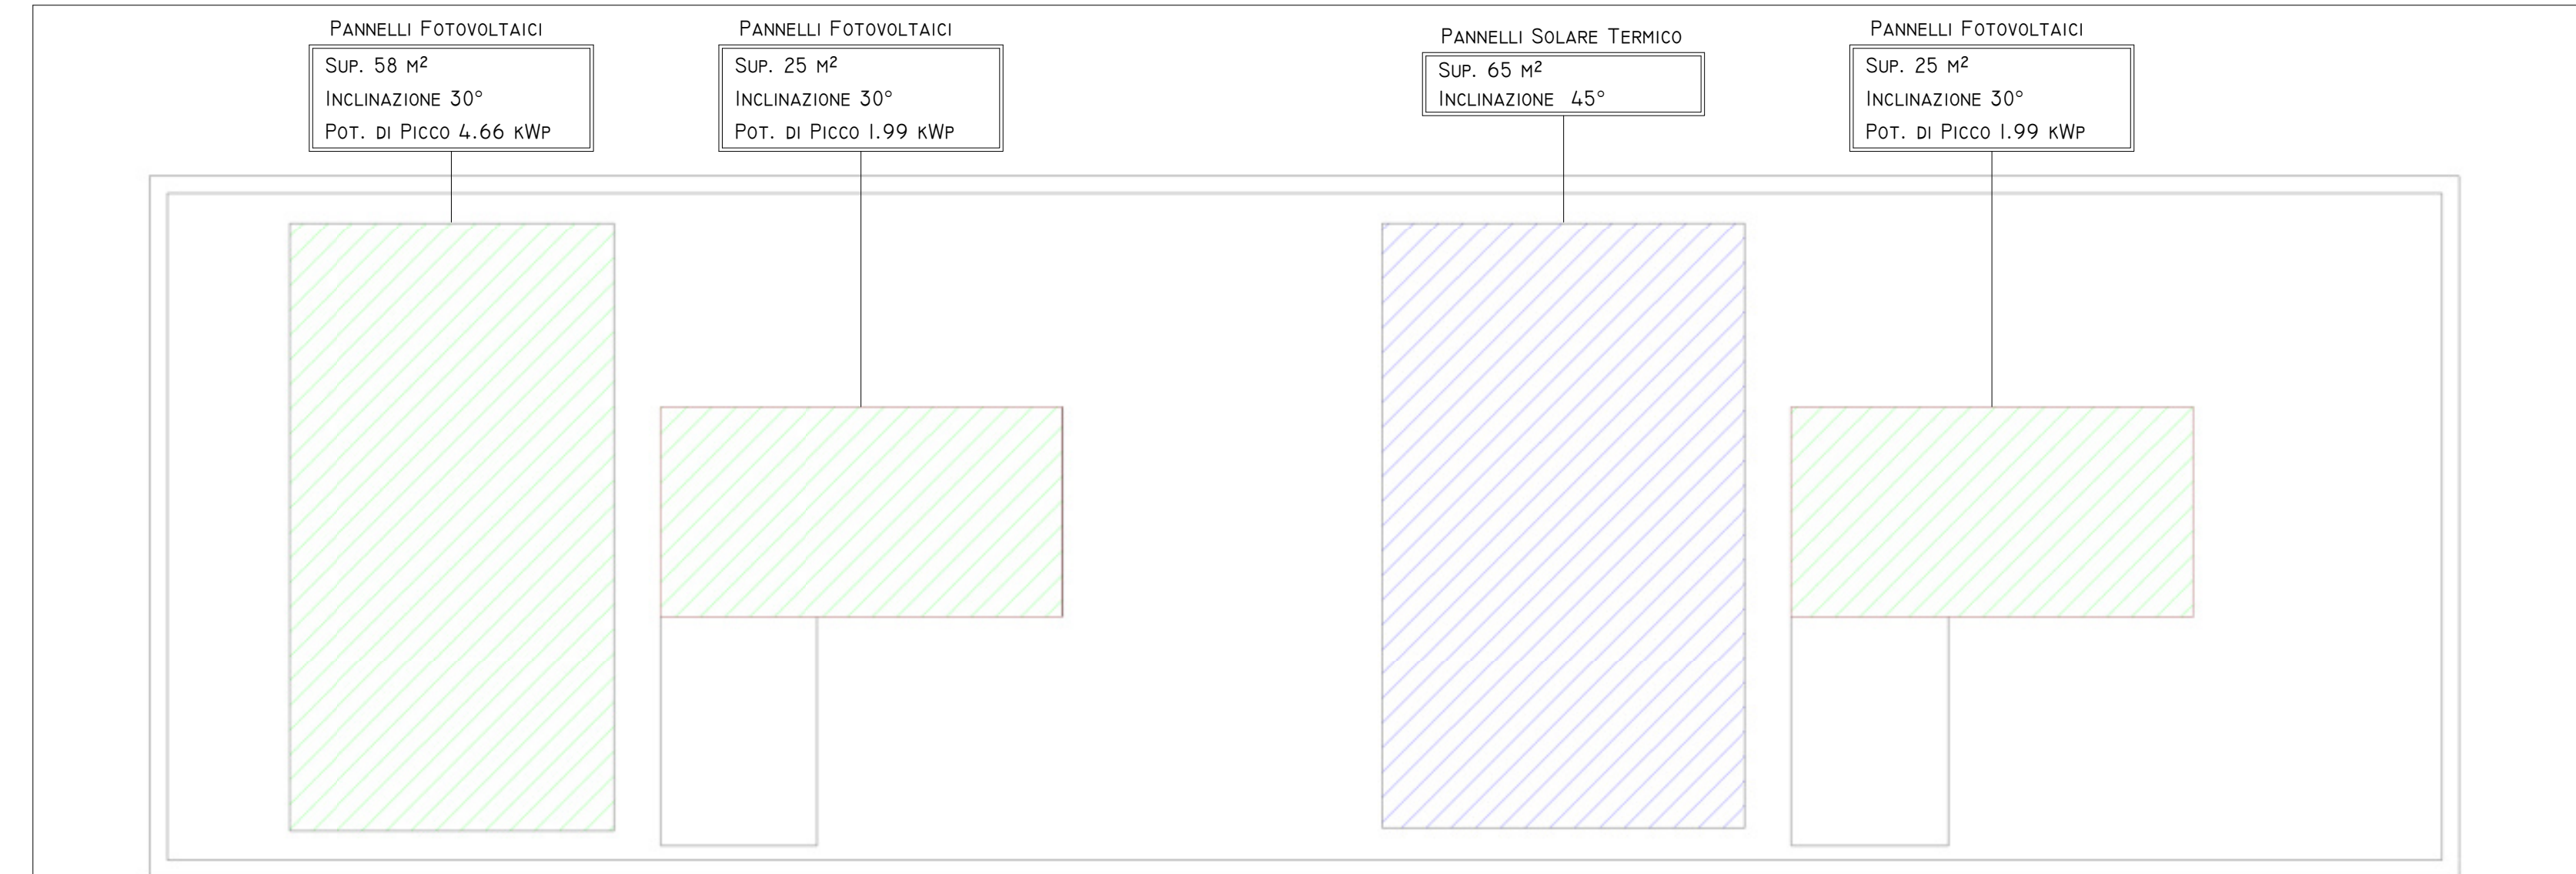 Pannelli Fotovoltaici
Sup. 58 m²
Inclinazione 30°
Pot. di Picco 4.66 kWp
Pannelli Fotovoltaici
Sup. 25 m²
Inclinazione 30°
Pot. di Picco 1.99 kWp
Pannelli Solare Termico
Sup. 65 m²
Inclinazione 45°
Pannelli Fotovoltaici
Sup. 25 m²
Inclinazione 30°
Pot. di Picco 1.99 kWp